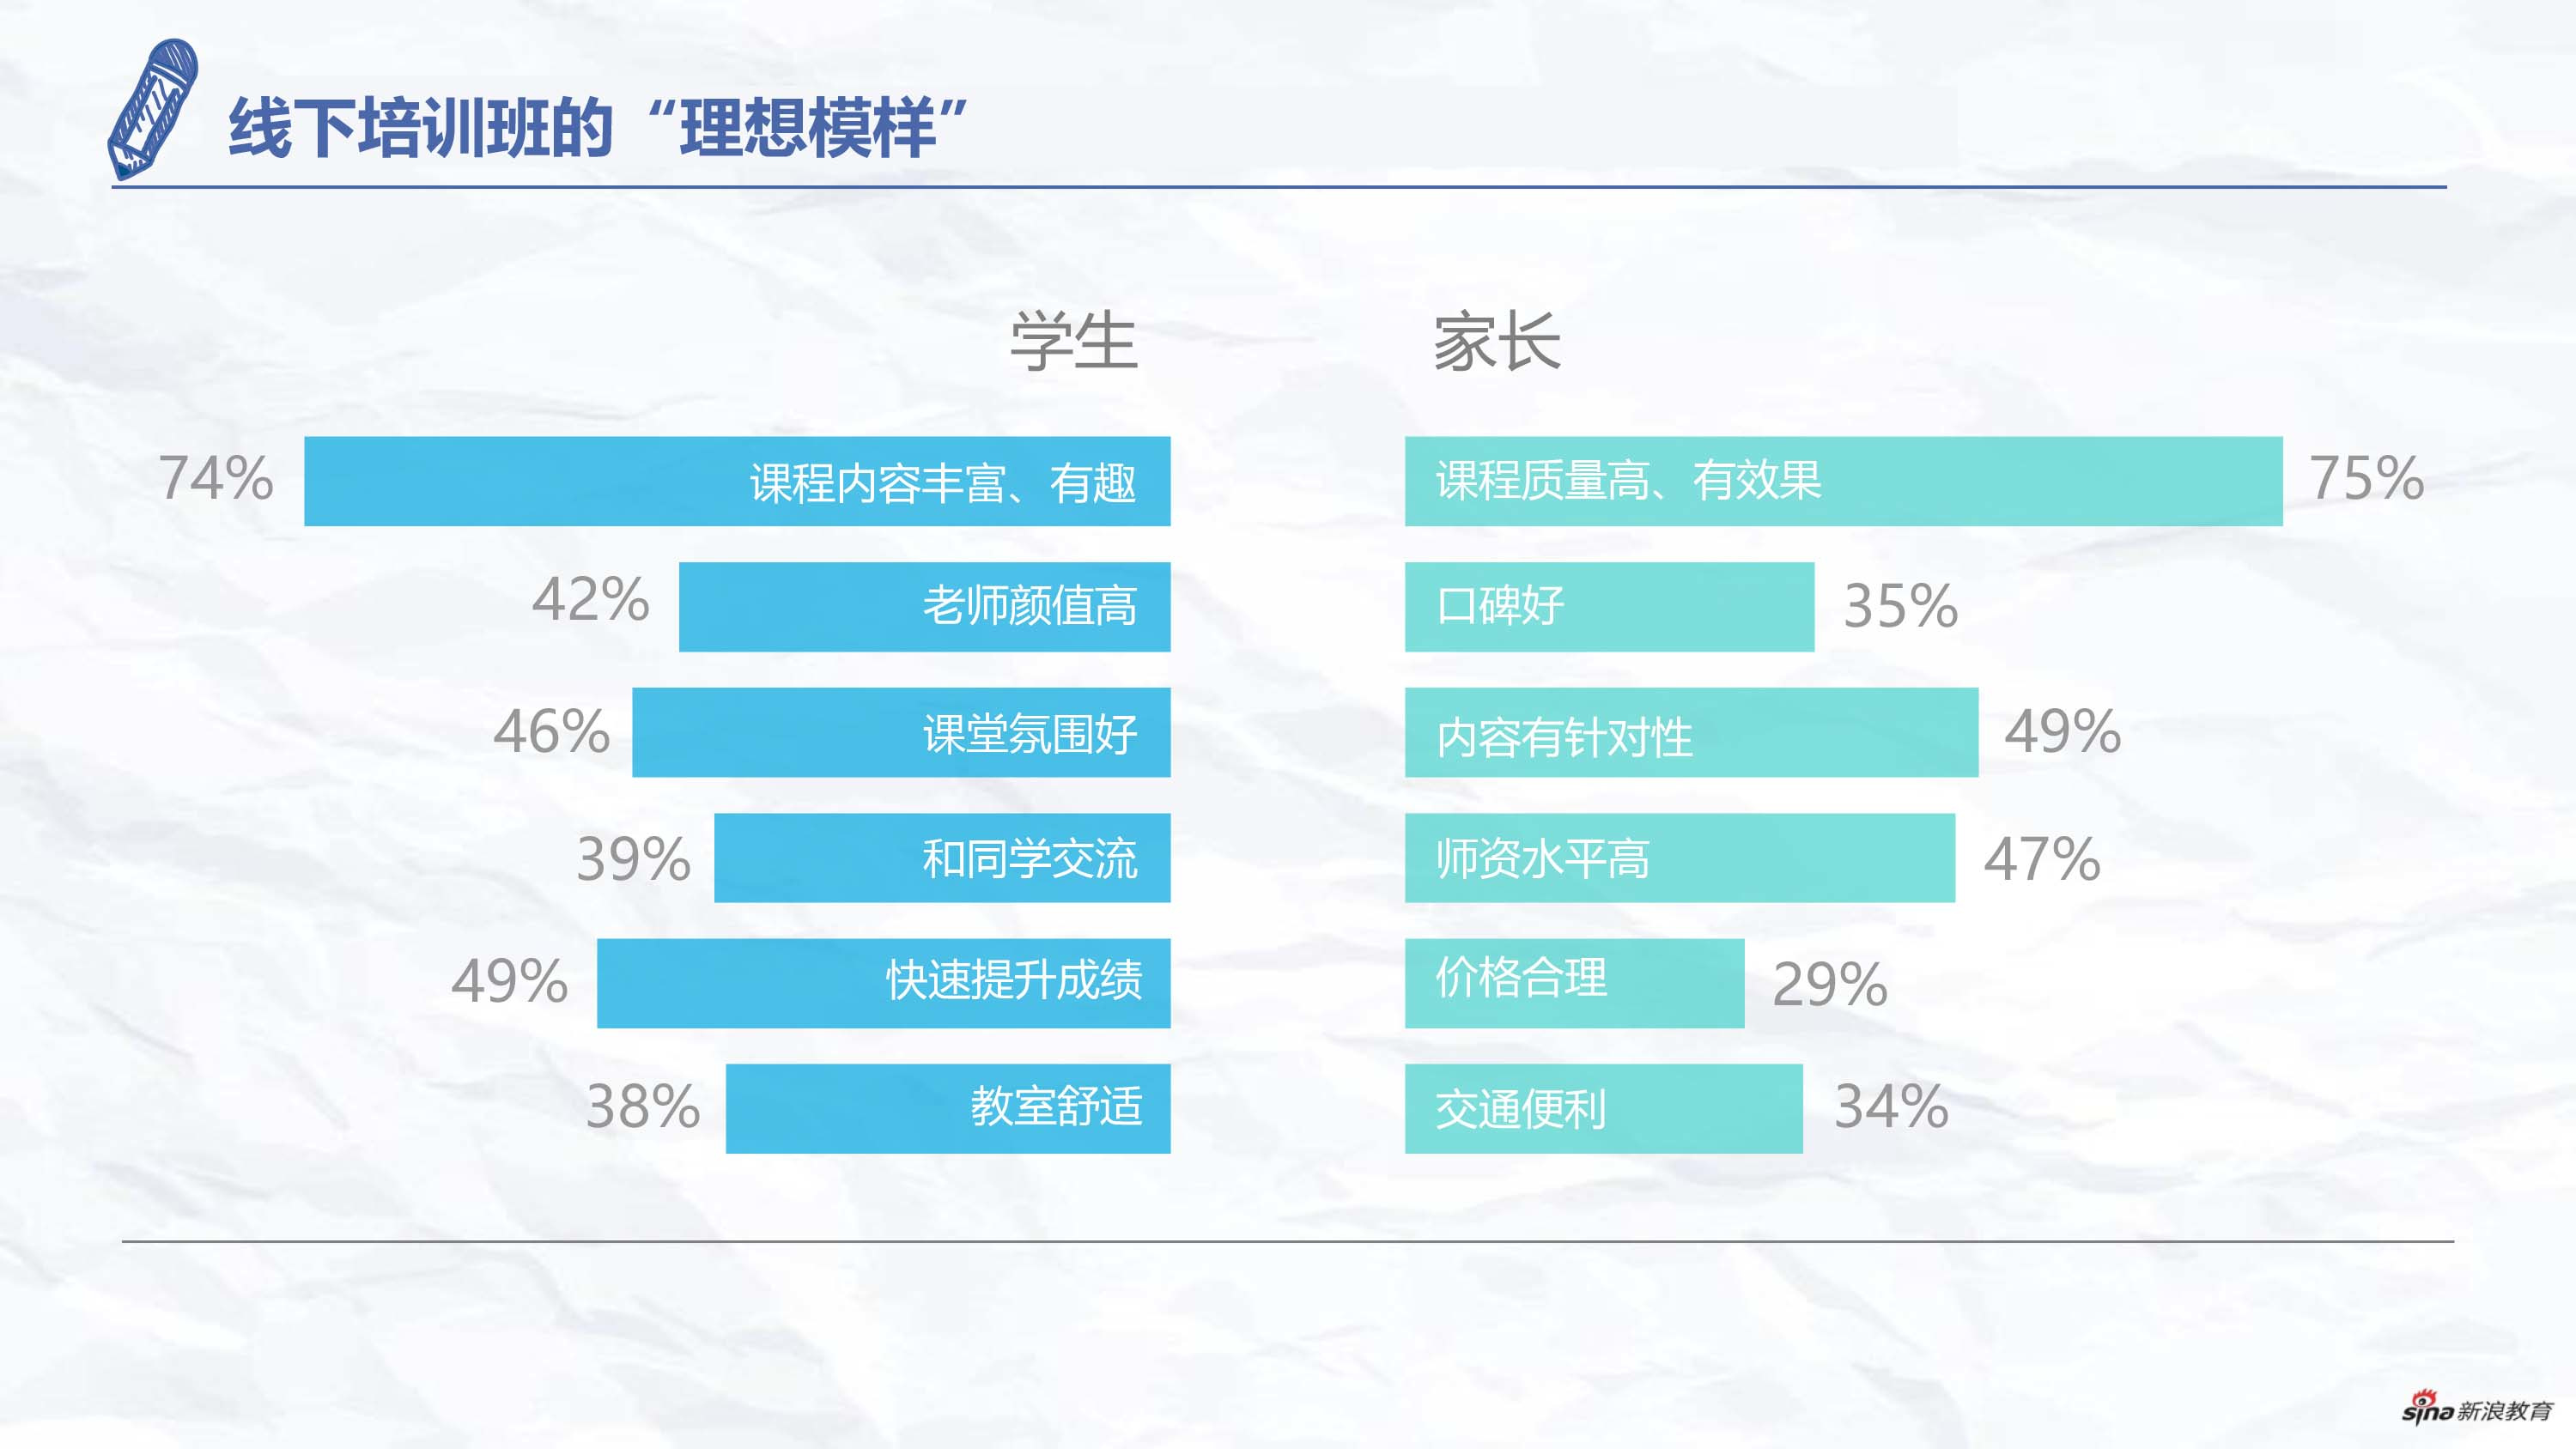 线下培训班的“理想模样”
学生
家长
74%
课程内容丰富、有趣
课程质量高、有效果
75%
42%
老师颜值高
口碑好
35%
46%
课堂氛围好
内容有针对性
49%
39%
和同学交流
师资水平高
47%
49%
快速提升成绩
价格合理
29%
38%
教室舒适
交通便利
34%
sina新浪教育